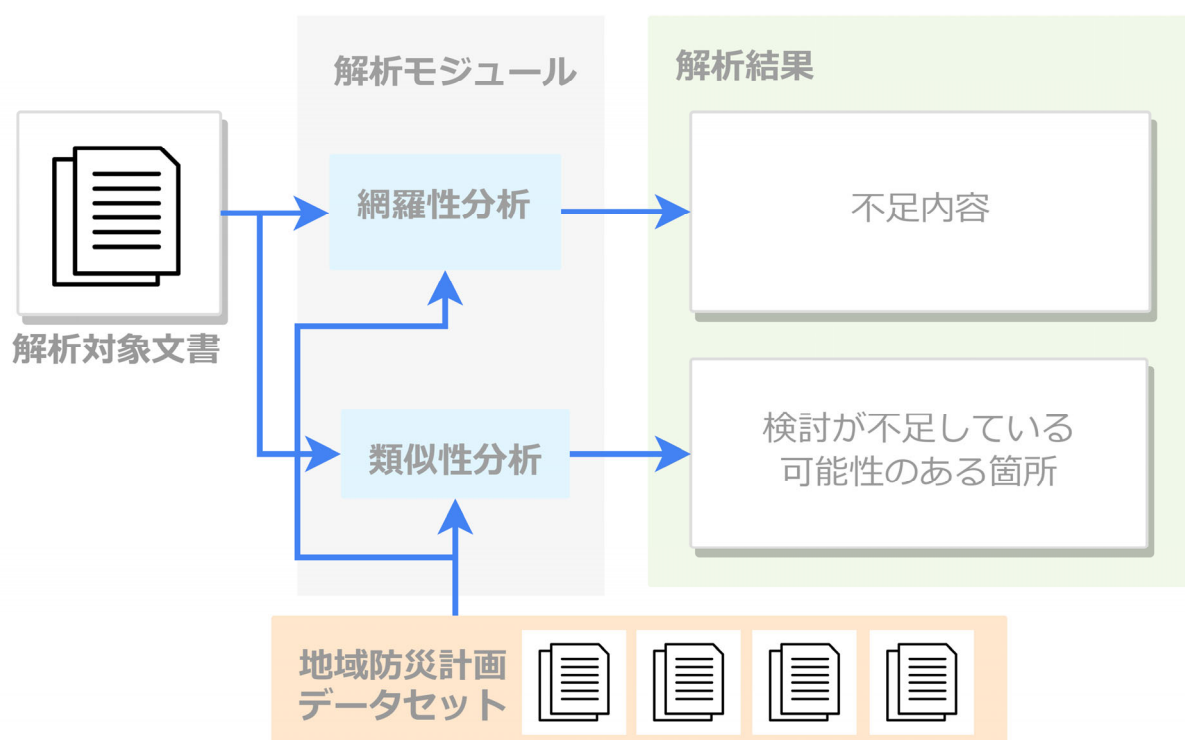 解析モジュール
解析結果
網羅性分析
不足内容
解析対象文書
類似性分析
検討が不足している
可能性のある箇所
地域防災計画
データセット